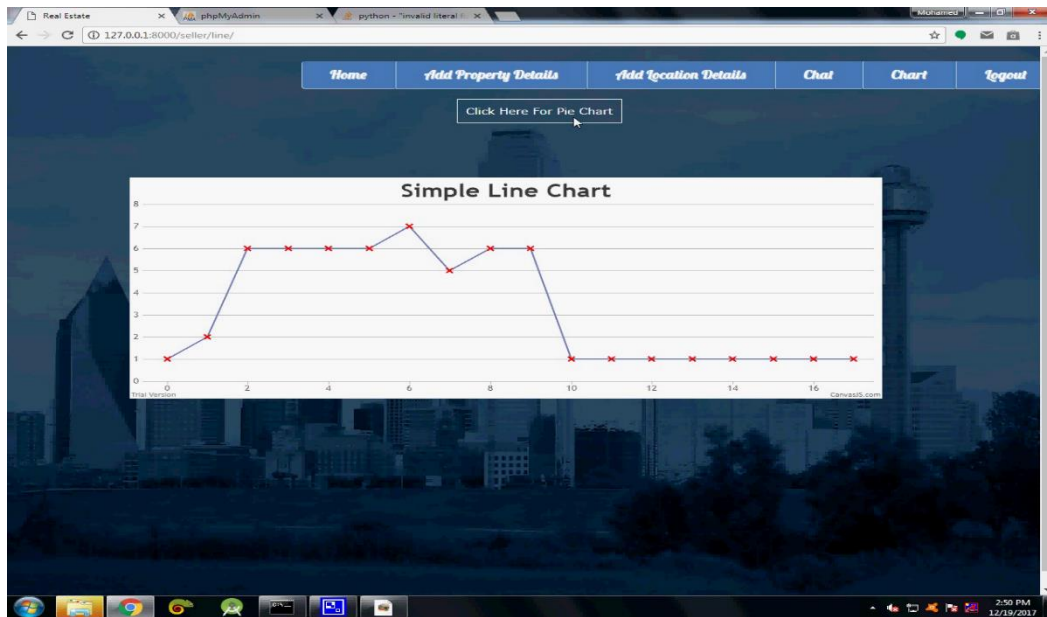 Real Estate
phpMyAdmin
python - "invalid literal fo
Mohamed
127.0.0.1:8000/seller/line/
Home
Add Property Details
Add Location Details
Chat
Chart
Logout
Click Here For Pie Chart
Simple Line Chart
8
7
6
5
4
3
2
1
0
0 2 4 6 8 10 12 14 16
Trial Version
CanvasJS.com
2:50 PM
12/19/2017